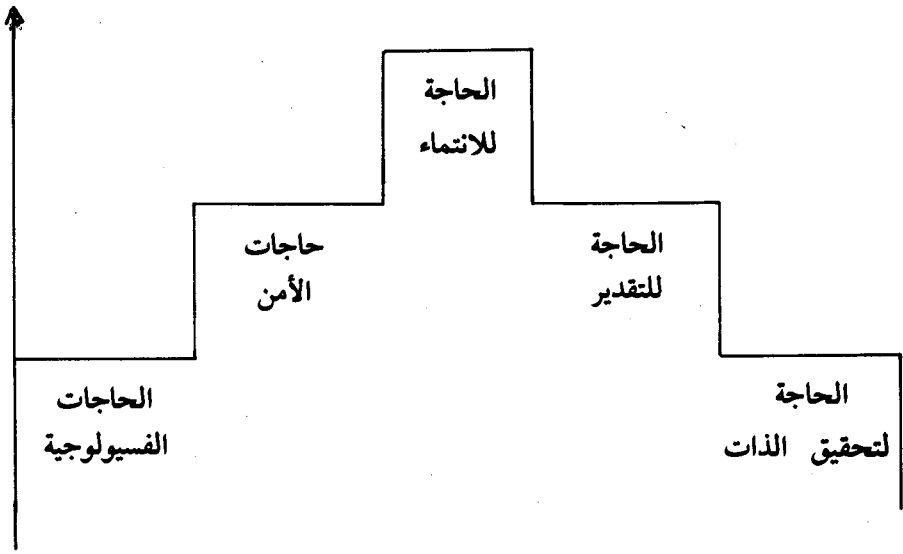 الحاجة
للانتماء
حاجات
الأمن
الحاجة
للتقدير
الحاجات
الفسيولوجية
الحاجة
لتحقيق الذات